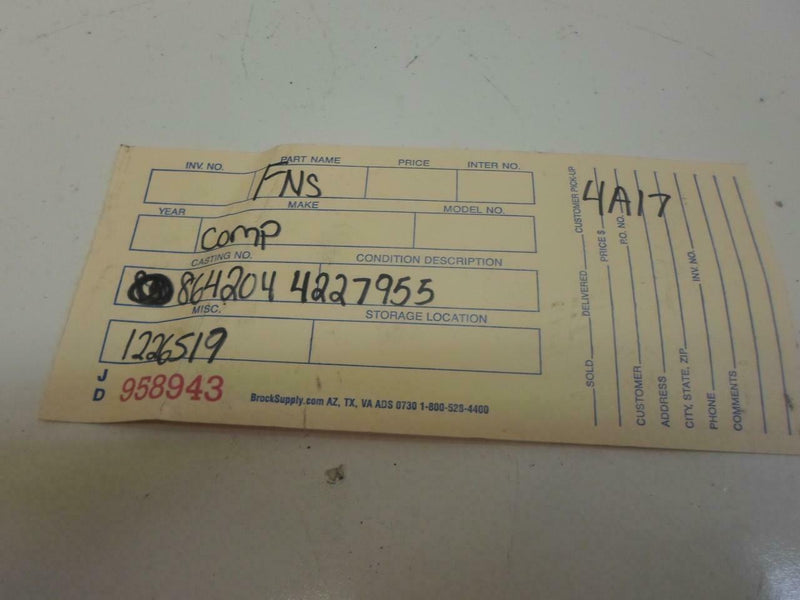 INV. NO. PART NAME PRICE INTER NO.
FNS
YEAR MAKE MODEL NO.
comp
CASTING NO. CONDITION DESCRIPTION
864204 4227955
MISC. STORAGE LOCATION
1226519
J D 958943
BrockSupply.com AZ, TX, VA ADS 0730 1-800-528-4400
4A17
SOLD DELIVERED CUSTOMER PICK-UP
PRICE $ P.O. NO.
CUSTOMER
ADDRESS
CITY, STATE, ZIP INV. NO.
PHONE
COMMENTS